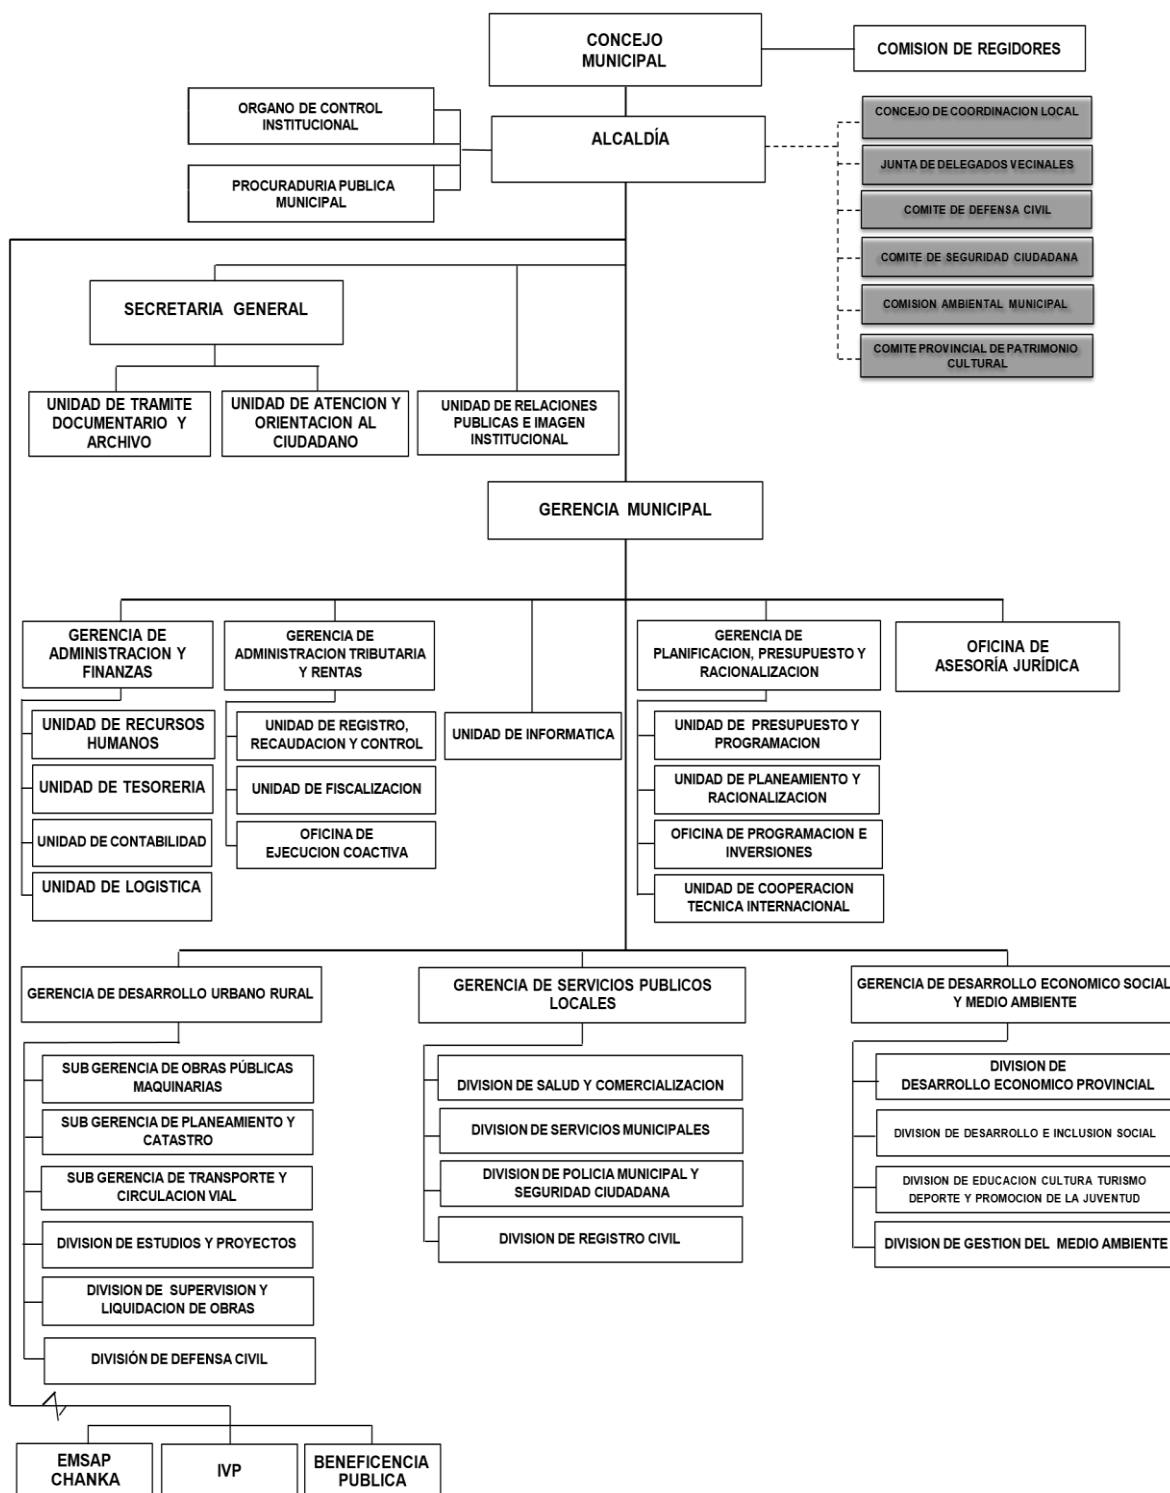 CONCEJO
MUNICIPAL
COMISION DE REGIDORES
ORGANO DE CONTROL
INSTITUCIONAL
ALCALDÍA
PROCURADURIA PUBLICA
MUNICIPAL
CONCEJO DE COORDINACION LOCAL
JUNTA DE DELEGADOS VECINALES
COMITE DE DEFENSA CIVIL
COMITE DE SEGURIDAD CIUDADANA
COMISION AMBIENTAL MUNICIPAL
COMITE PROVINCIAL DE PATRIMONIO
CULTURAL
SECRETARIA GENERAL
UNIDAD DE TRAMITE
DOCUMENTARIO Y
ARCHIVO
UNIDAD DE ATENCION Y
ORIENTACION AL
CIUDADANO
UNIDAD DE RELACIONES
PUBLICAS E IMAGEN
INSTITUCIONAL
GERENCIA MUNICIPAL
GERENCIA DE
ADMINISTRACION Y
FINANZAS
UNIDAD DE RECURSOS
HUMANOS
UNIDAD DE TESORERIA
UNIDAD DE CONTABILIDAD
UNIDAD DE LOGISTICA
GERENCIA DE
ADMINISTRACION TRIBUTARIA
Y RENTAS
UNIDAD DE REGISTRO,
RECAUDACION Y CONTROL
UNIDAD DE FISCALIZACION
OFICINA DE
EJECUCION COACTIVA
UNIDAD DE INFORMATICA
GERENCIA DE
PLANIFICACION, PRESUPUESTO Y
RACIONALIZACION
UNIDAD DE PRESUPUESTO Y
PROGRAMACION
UNIDAD DE PLANEAMIENTO Y
RACIONALIZACION
OFICINA DE PROGRAMACION E
INVERSIONES
UNIDAD DE COOPERACION
TECNICA INTERNACIONAL
OFICINA DE
ASESORÍA JURÍDICA
GERENCIA DE DESARROLLO URBANO RURAL
SUB GERENCIA DE OBRAS PÚBLICAS
MAQUINARIAS
SUB GERENCIA DE PLANEAMIENTO Y
CATASTRO
SUB GERENCIA DE TRANSPORTE Y
CIRCULACION VIAL
DIVISION DE ESTUDIOS Y PROYECTOS
DIVISION DE SUPERVISION Y
LIQUIDACION DE OBRAS
DIVISIÓN DE DEFENSA CIVIL
GERENCIA DE SERVICIOS PUBLICOS
LOCALES
DIVISION DE SALUD Y COMERCIALIZACION
DIVISION DE SERVICIOS MUNICIPALES
DIVISION DE POLICIA MUNICIPAL Y
SEGURIDAD CIUDADANA
DIVISION DE REGISTRO CIVIL
GERENCIA DE DESARROLLO ECONOMICO SOCIAL
Y MEDIO AMBIENTE
DIVISION DE
DESARROLLO ECONOMICO PROVINCIAL
DIVISION DE DESARROLLO E INCLUSION SOCIAL
DIVISION DE EDUCACION CULTURA TURISMO
DEPORTE Y PROMOCION DE LA JUVENTUD
DIVISION DE GESTION DEL MEDIO AMBIENTE
EMSAP
CHANKA
IVP
BENEFICENCIA
PUBLICA